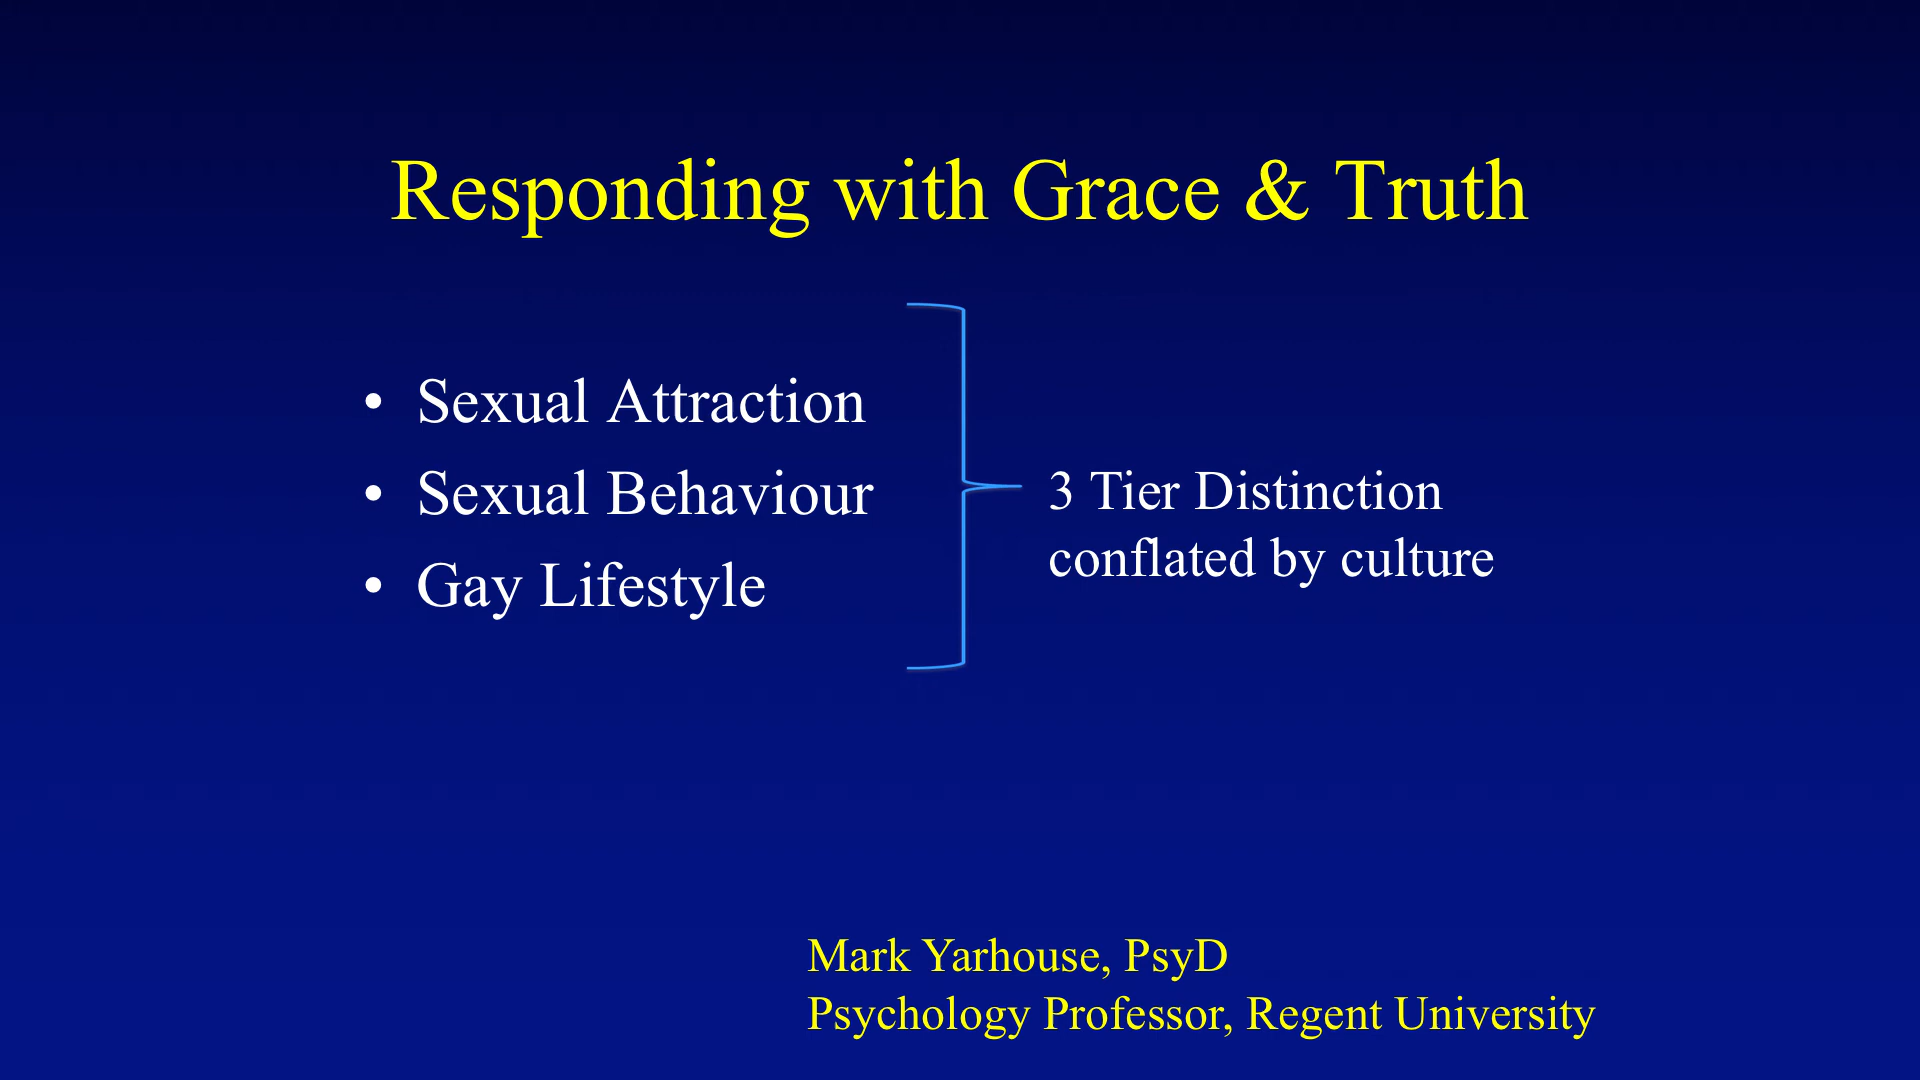 Responding with Grace & Truth
• Sexual Attraction
• Sexual Behaviour
• Gay Lifestyle
3 Tier Distinction
conflated by culture
Mark Yarhouse, PsyD
Psychology Professor, Regent University